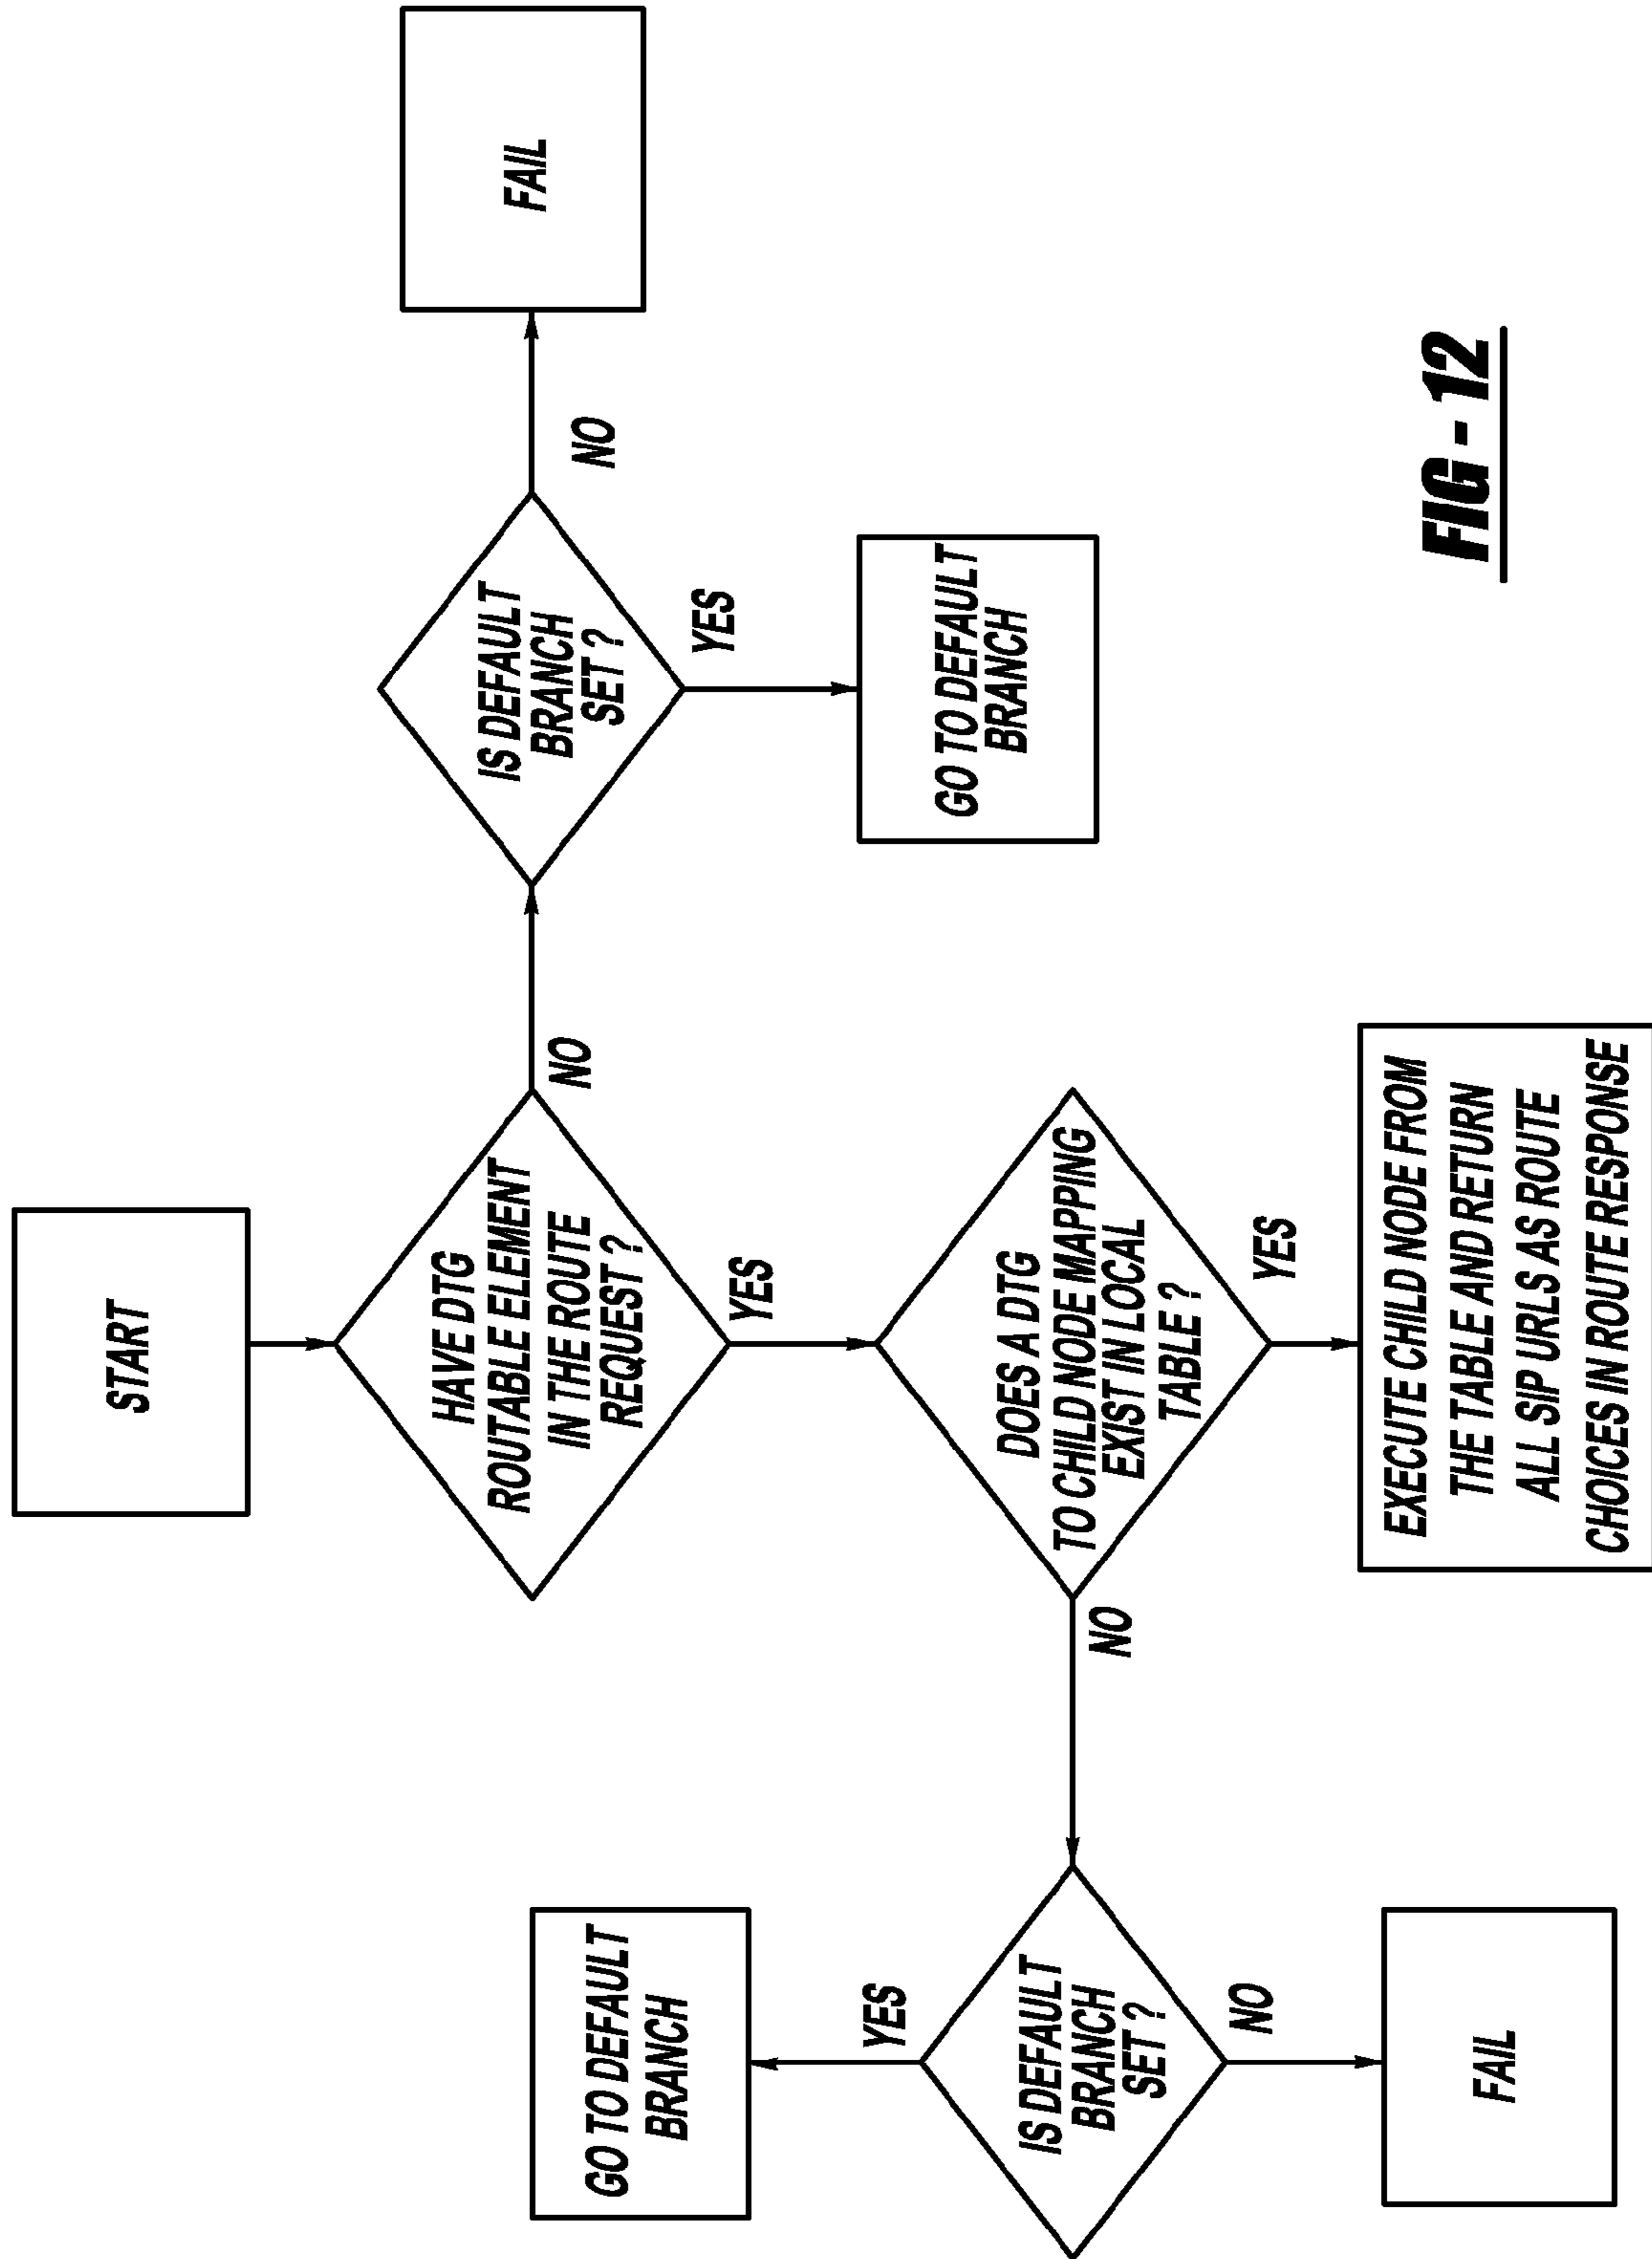 START
HAVE DTG
ROUTABLE ELEMENT
IN THE ROUTE
REQUEST ?
NO
YES
IS DEFAULT
BRANCH
SET ?
NO
YES
FAIL
GO TO DEFAULT
BRANCH
DOES A DTG
TO CHILD NODE MAPPING
EXIST IN LOCAL
TABLE ?
NO
YES
GO TO DEFAULT
BRANCH
YES
IS DEFAULT
BRANCH
SET ?
NO
FAIL
EXECUTE CHILD NODE FROM
THE TABLE AND RETURN
ALL SIP URLS AS ROUTE
CHOICES IN ROUTE RESPONSE
FIG - 12